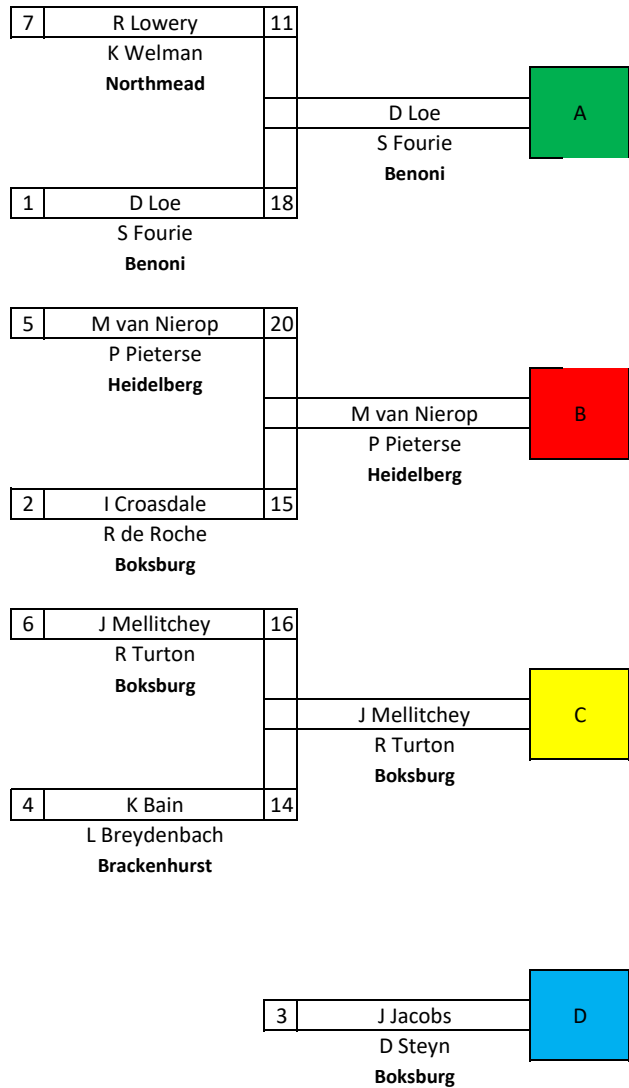 7 R Lowery 11
K Welman
Northmead
D Loe A
S Fourie
Benoni
1 D Loe 18
S Fourie
Benoni
5 M van Nierop 20
P Pieterse
Heidelberg
M van Nierop B
P Pieterse
Heidelberg
2 I Croasdale 15
R de Roche
Boksburg
6 J Mellitchey 16
R Turton
Boksburg
J Mellitchey C
R Turton
Boksburg
4 K Bain 14
L Breydenbach
Brackenhurst
3 J Jacobs D
D Steyn
Boksburg